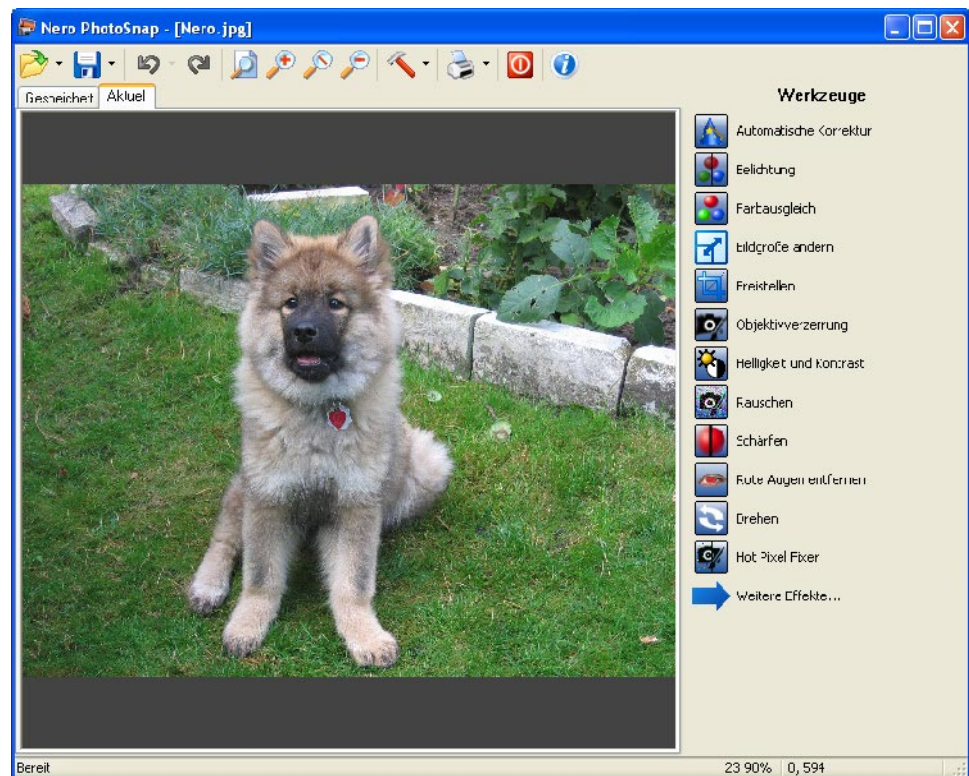 Nero PhotoSnap - [Nero.jpg]
Gespeichert Aktuell
Werkzeuge
Automatische Korrektur
Belichtung
Farbausgleich
Bildgröße ändern
Freistellen
Objektivverzerrung
Helligkeit und Kontrast
Rauschen
Schärfen
Rote Augen entfernen
Drehen
Hot Pixel Fixer
Weitere Effekte...
Bereit 23.90% 0, 594